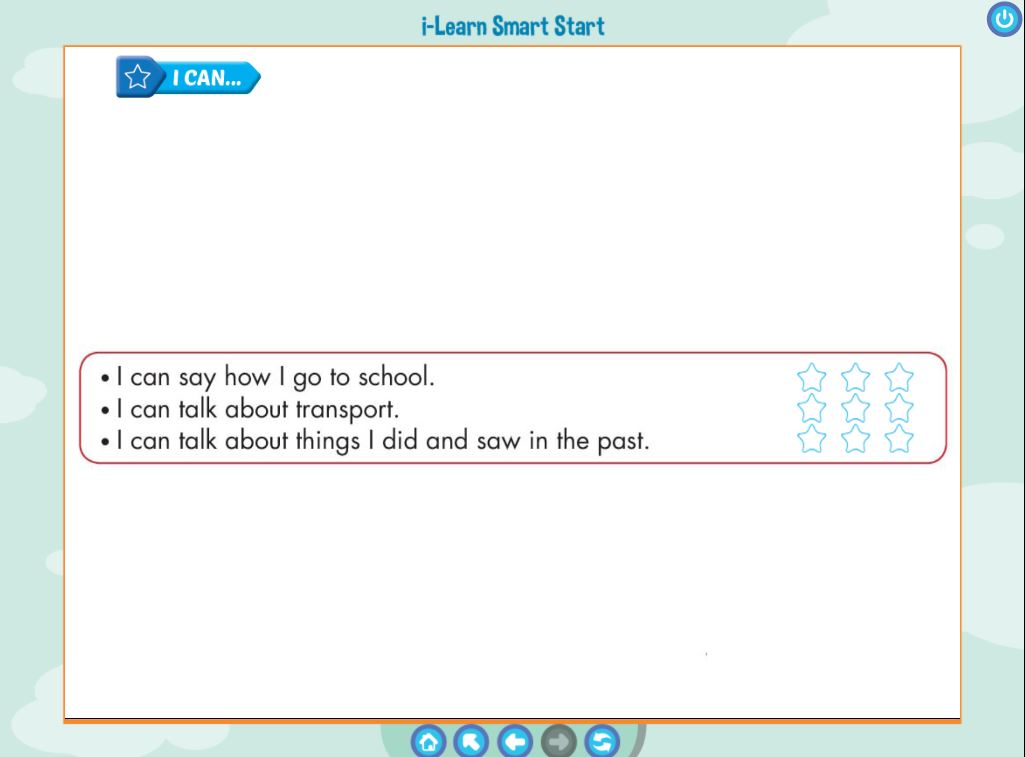 i-Learn Smart Start
I CAN...
• I can say how I go to school.
• I can talk about transport.
• I can talk about things I did and saw in the past.